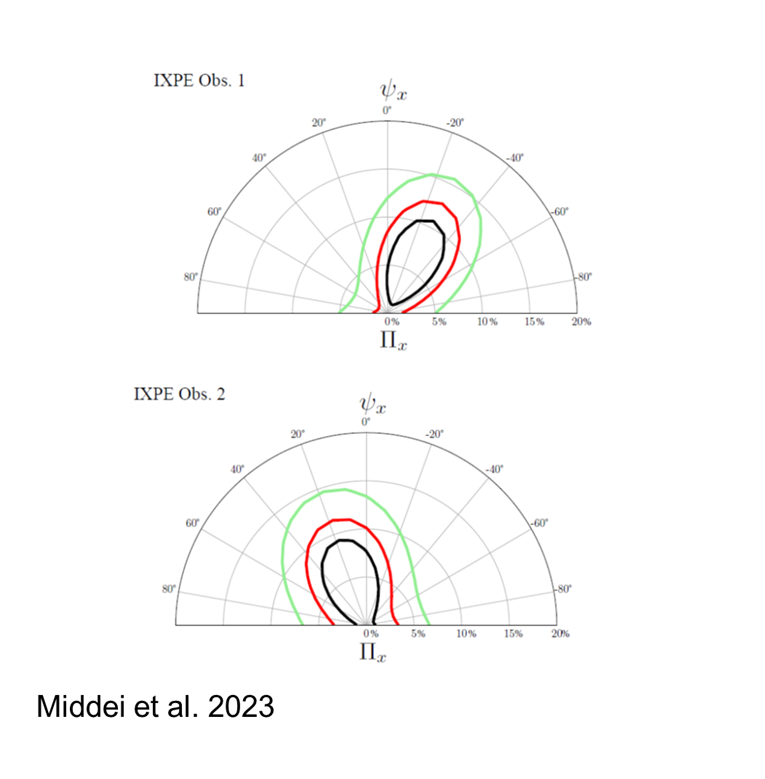 IXPE Obs. 1
ψx
0°
20° -20°
40° -40°
60° -60°
80° -80°
0% 5% 10% 15% 20%
Πx
IXPE Obs. 2
ψx
0°
20° -20°
40° -40°
60° -60°
80° -80°
0% 5% 10% 15% 20%
Πx
Middei et al. 2023